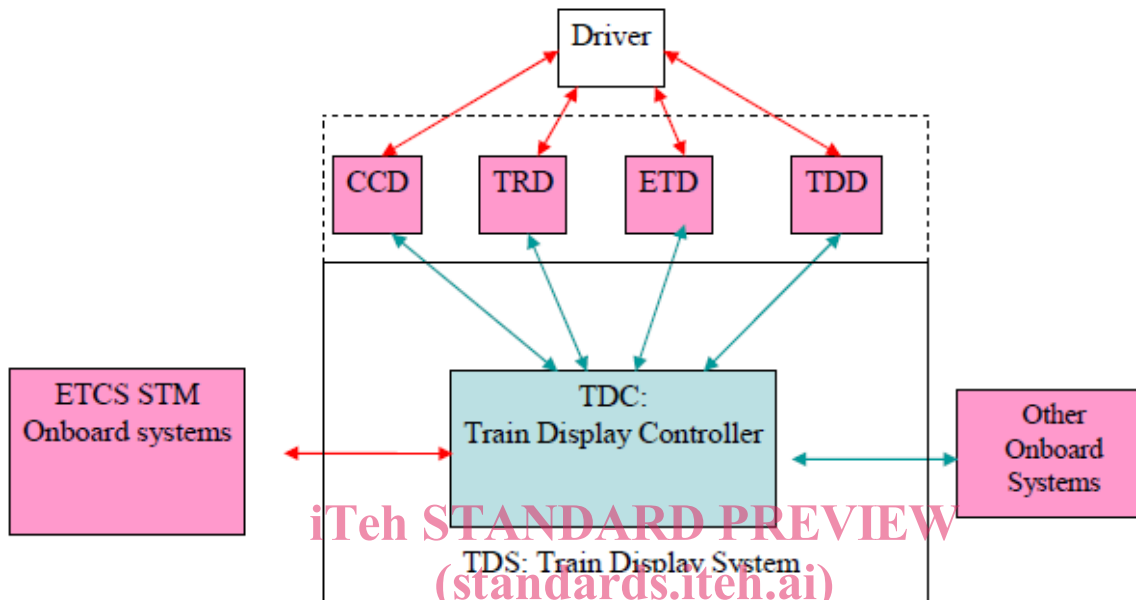 Driver
CCD
TRD
ETD
TDD
ETCS STM
Onboard systems
TDC:
Train Display Controller
Other
Onboard
Systems
iTeh STANDARD PREVIEW
TDS: Train Display System
(standards.iteh.ai)